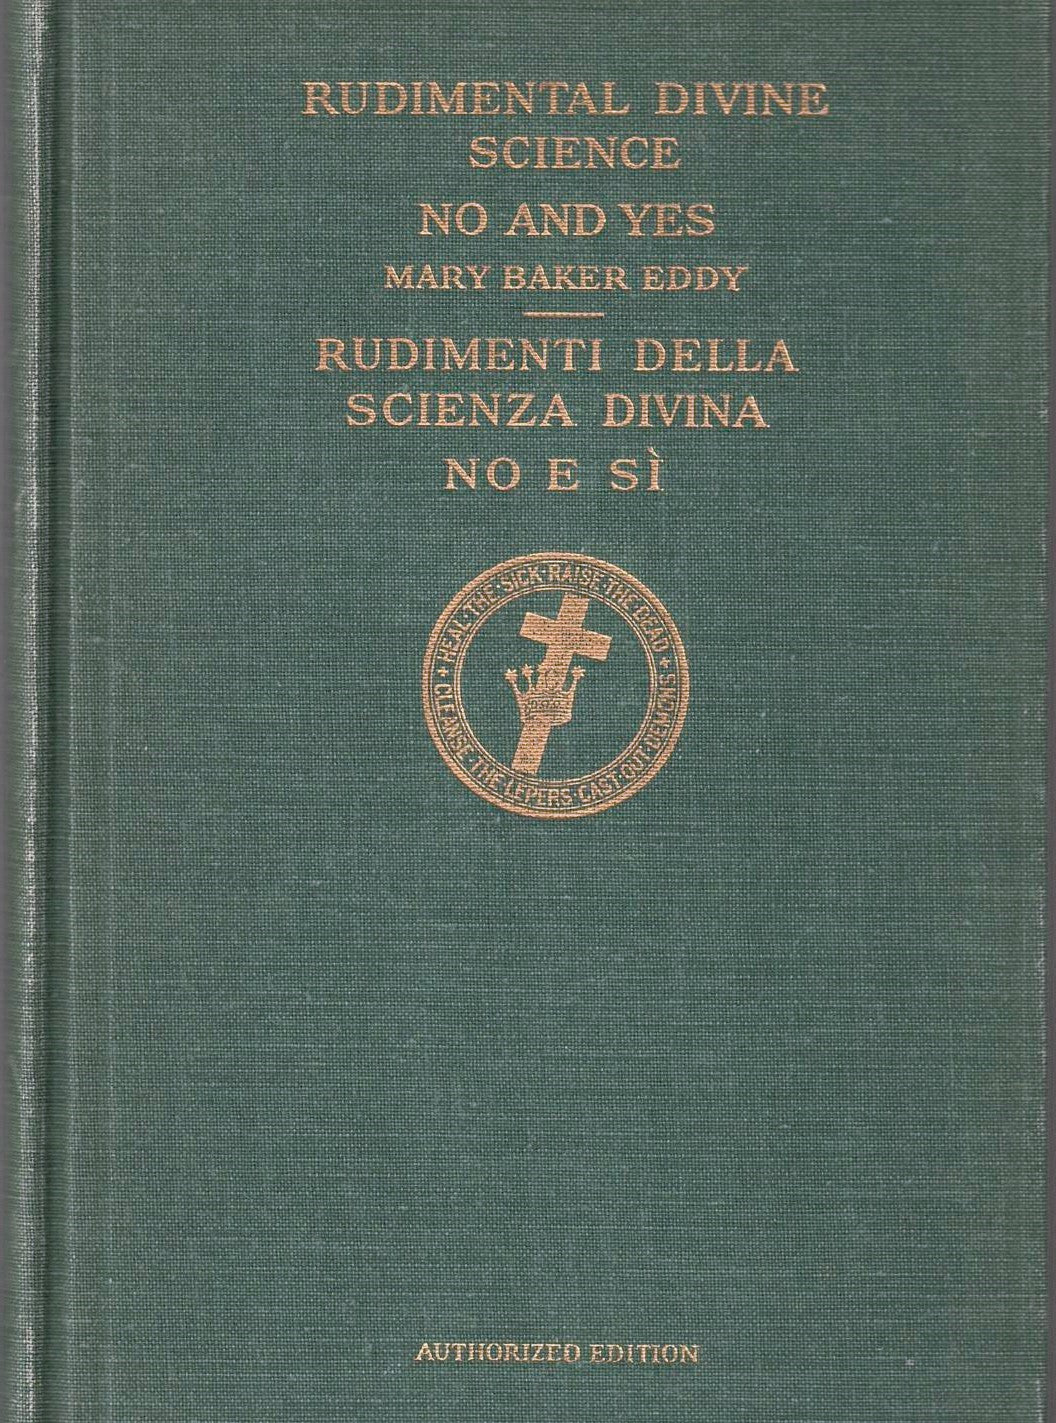 RUDIMENTAL DIVINE
SCIENCE
NO AND YES
MARY BAKER EDDY
RUDIMENTI DELLA
SCIENZA DIVINA
NO E SÌ
CLEANSE · THE · LEPERS · CAST · OUT · DEMONS + HEAL · THE · SICK · RAISE · THE · DEAD +
AUTHORIZED EDITION